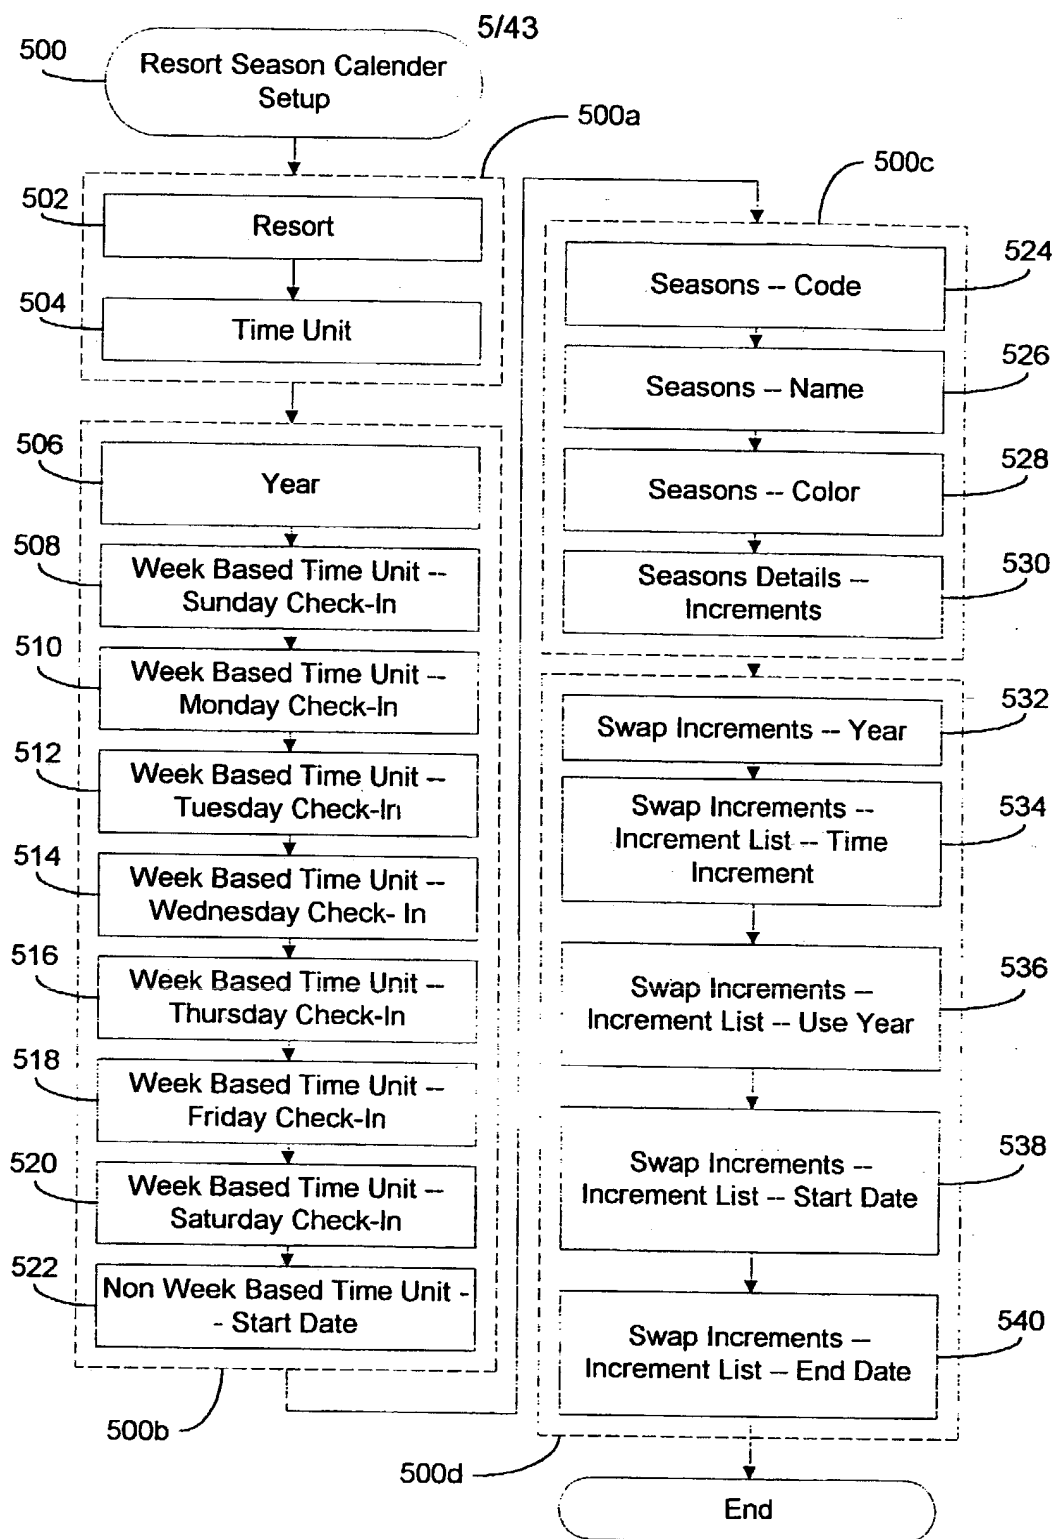 5/43
500
Resort Season Calender
Setup
500a
502
Resort
504
Time Unit
506
Year
508
Week Based Time Unit --
Sunday Check-In
510
Week Based Time Unit --
Monday Check-In
512
Week Based Time Unit --
Tuesday Check-In
514
Week Based Time Unit --
Wednesday Check- In
516
Week Based Time Unit --
Thursday Check-In
518
Week Based Time Unit --
Friday Check-In
520
Week Based Time Unit --
Saturday Check-In
522
Non Week Based Time Unit -
- Start Date
500b
500c
524
Seasons -- Code
526
Seasons -- Name
528
Seasons -- Color
530
Seasons Details --
Increments
532
Swap Increments -- Year
534
Swap Increments --
Increment List -- Time
Increment
536
Swap Increments --
Increment List -- Use Year
538
Swap Increments --
Increment List -- Start Date
540
Swap Increments --
Increment List -- End Date
500d
End